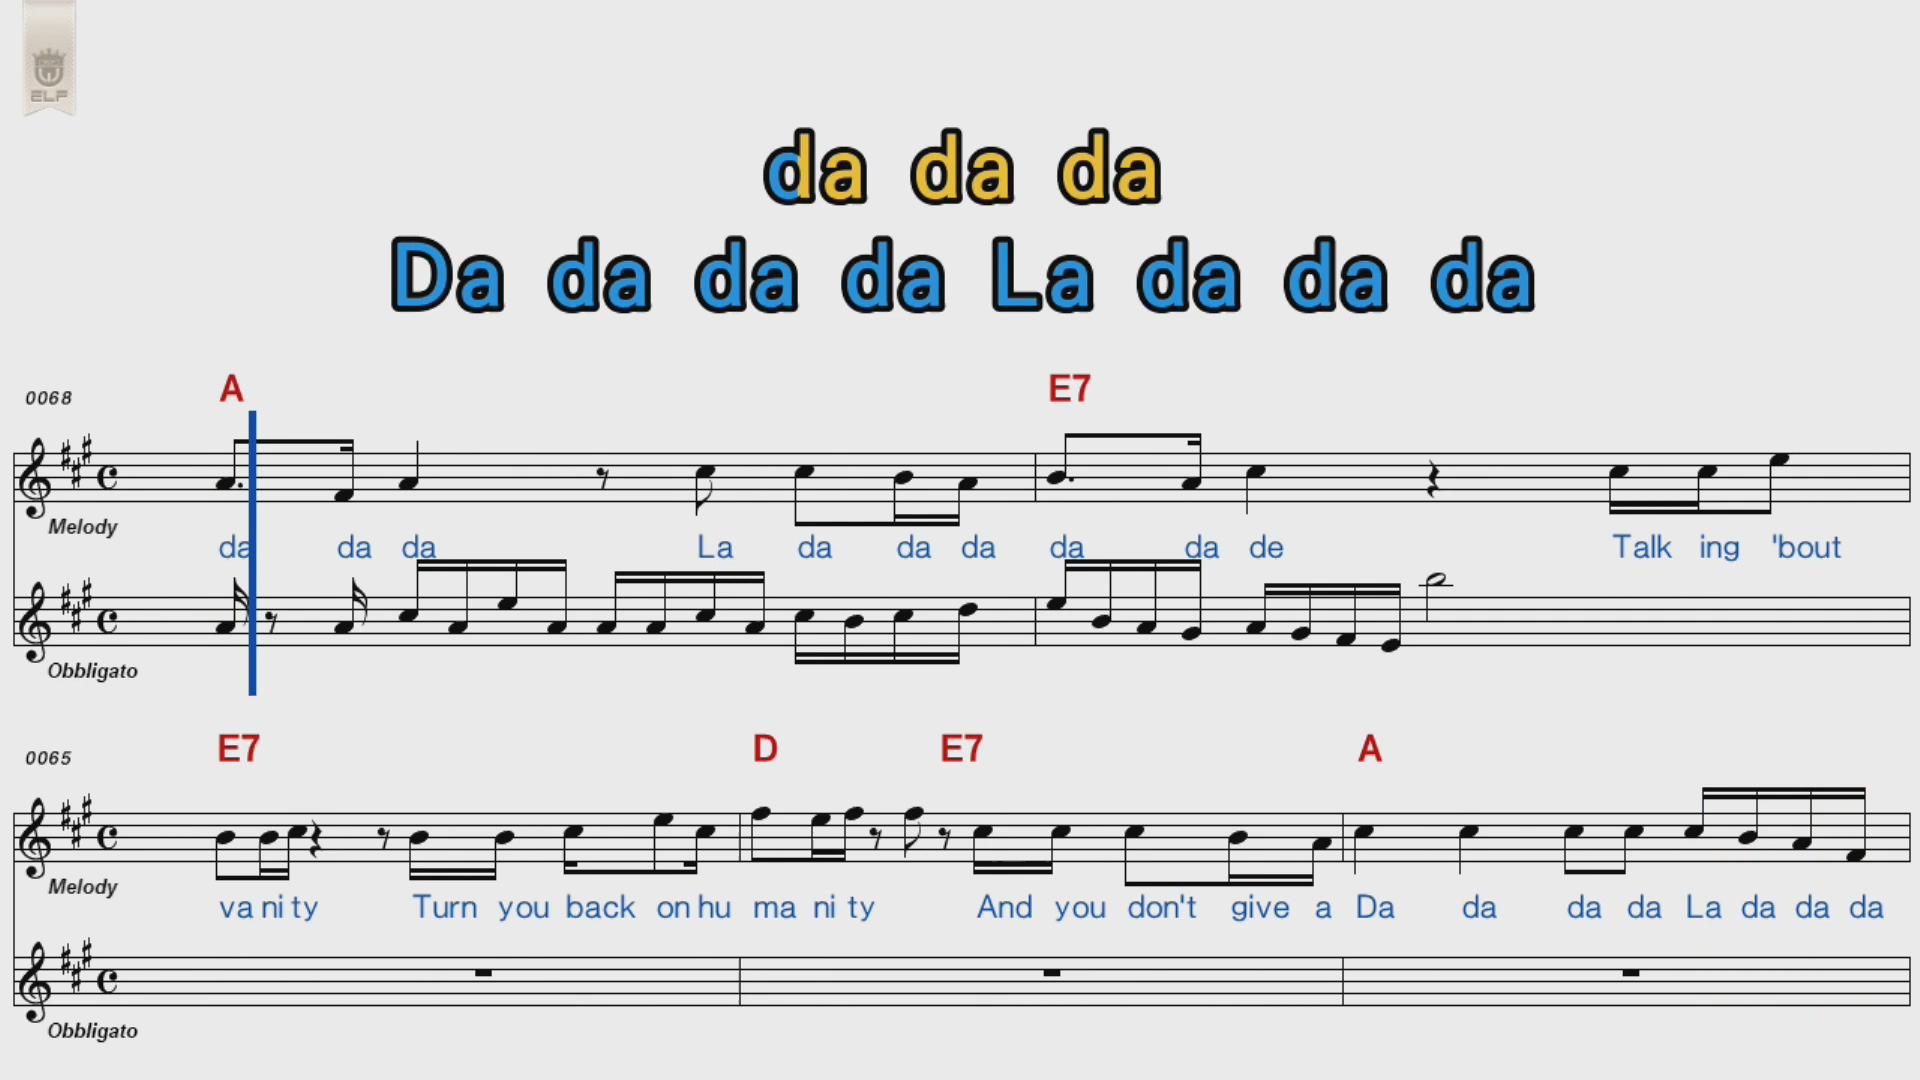 ELF
da da da
Da da da da La da da da
0068
A E7
Melody
da da da La da da da da da de Talk ing 'bout
Obbligato
0065
E7 D E7 A
Melody
va ni ty Turn you back on hu ma ni ty And you don't give a Da da da da La da da da
Obbligato